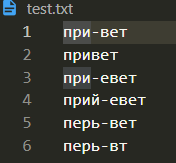 test.txt
1 при-вет
2 привет
3 при-евет
4 прий-евет
5 перь-вет
6 перь-вт